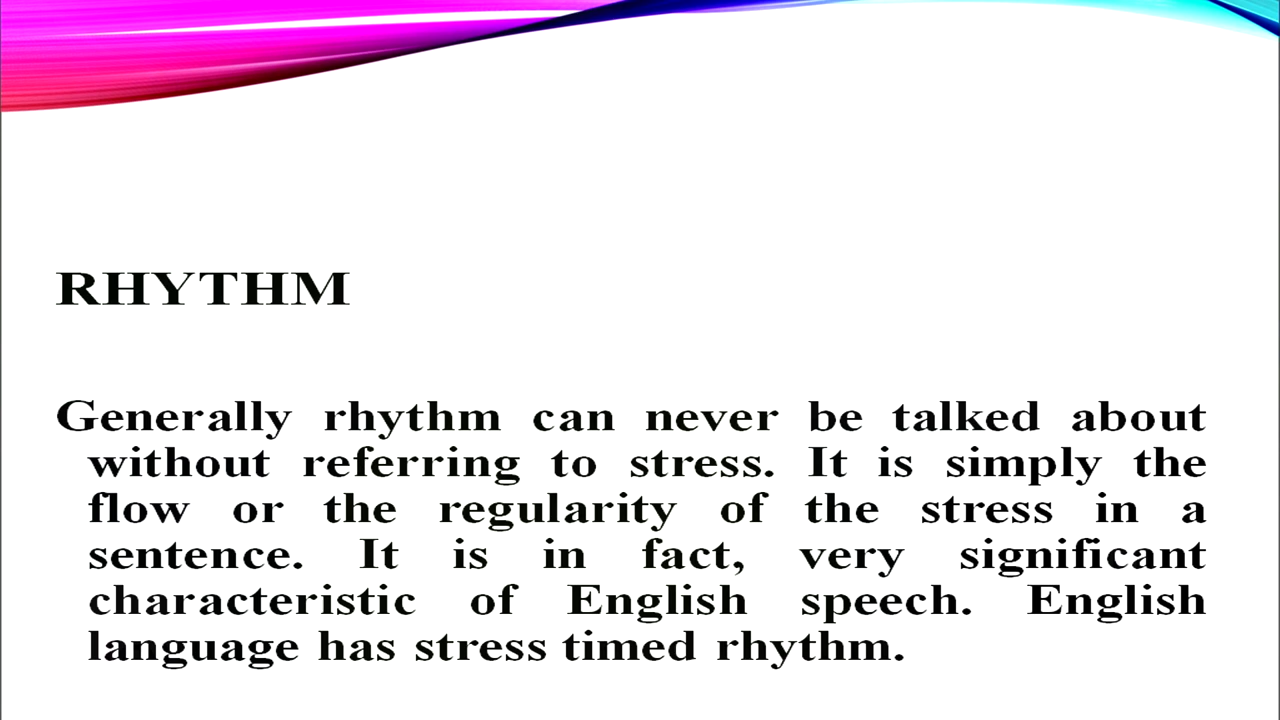 RHYTHM
Generally rhythm can never be talked about
without referring to stress. It is simply the
flow or the regularity of the stress in a
sentence. It is in fact, very significant
characteristic of English speech. English
language has stress timed rhythm.